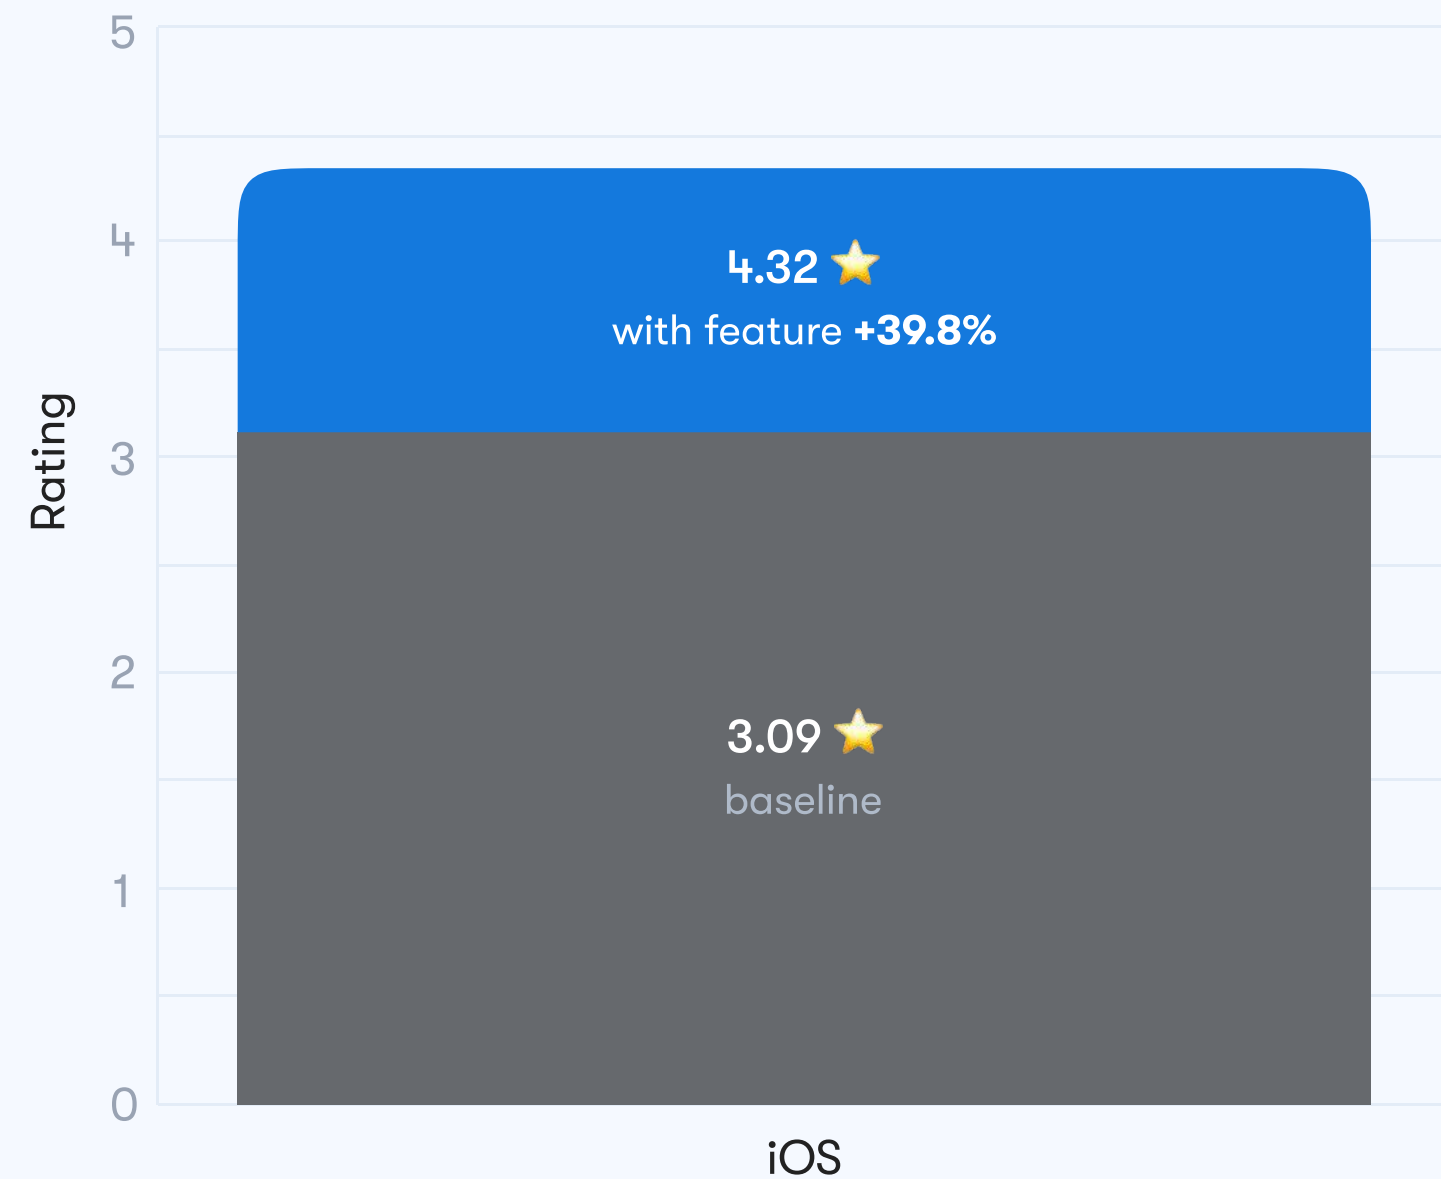 5
4
3
2
1
0
Rating
4.32 ⭐
with feature +39.8%
3.09 ⭐
baseline
iOS